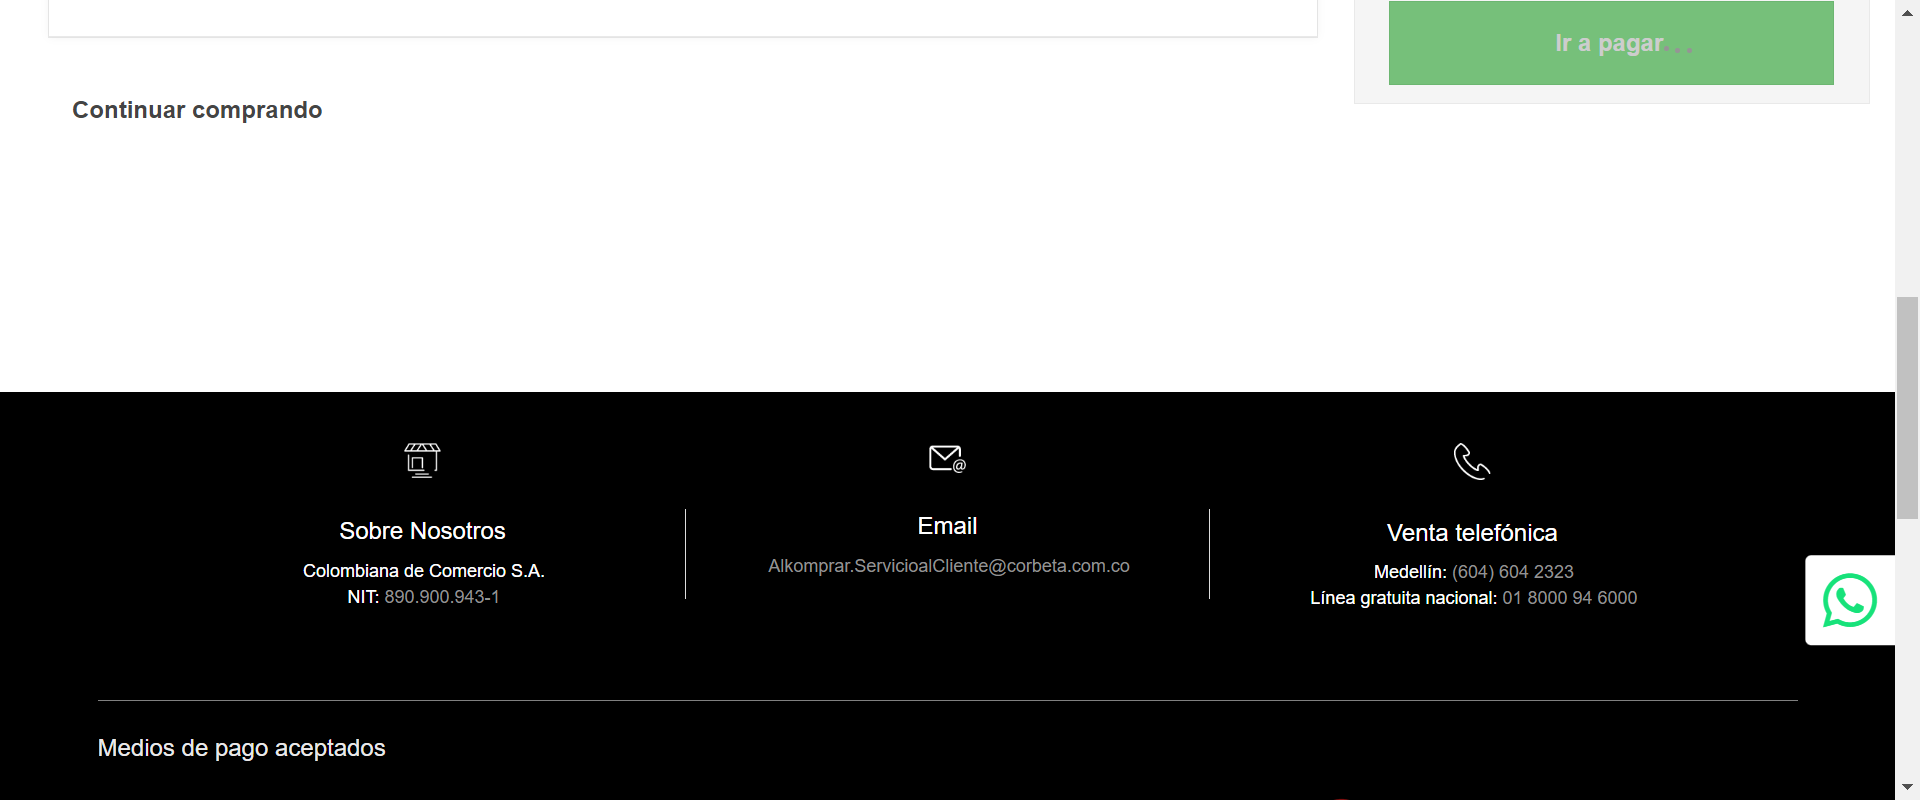 Ir a pagar...
Continuar comprando
Sobre Nosotros
Colombiana de Comercio S.A.
NIT: 890.900.943-1
Email
Alkomprar.ServicioalCliente@corbeta.com.co
Venta telefónica
Medellín: (604) 604 2323
Línea gratuita nacional: 01 8000 94 6000
Medios de pago aceptados